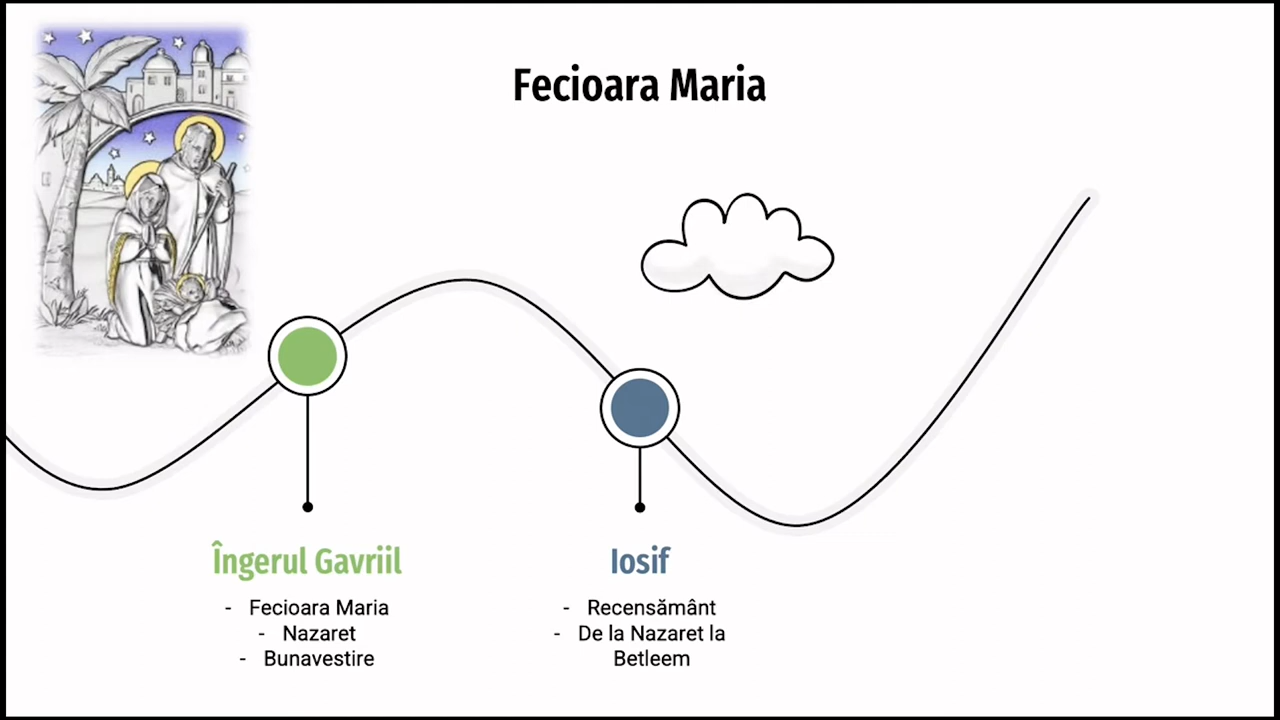 Fecioara Maria
Îngerul Gavriil
- Fecioara Maria
- Nazaret
- Bunavestire
Iosif
- Recensământ
- De la Nazaret la
Betleem